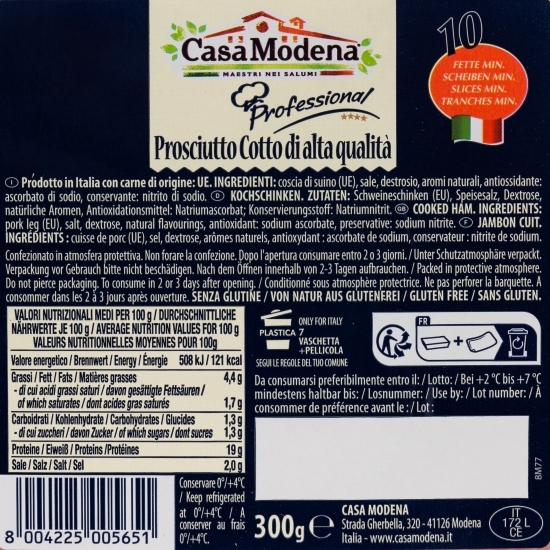 Casa Modena
MAESTRI NEI SALUMI
Professional
Prosciutto Cotto di alta qualità
10
FETTE MIN.
SCHEIBEN MIN.
SLICES MIN.
TRANCHES MIN.
I Prodotto in Italia con carne di origine: UE. INGREDIENTI: coscia di suino (UE), sale, destrosio, aromi naturali, antiossidante:
ascorbato di sodio, conservante: nitrito di sodio. D KOCHSCHINKEN. ZUTATEN: Schweineschinken (EU), Speisesalz, Dextrose,
natürliche Aromen, Antioxidationsmittel: Natriumascorbat; Konservierungsstoff: Natriumnitrit. GB COOKED HAM. INGREDIENTS:
pork leg (EU), salt, dextrose, natural flavourings, antioxidant: sodium ascorbate, preservative: sodium nitrite. F JAMBON CUIT.
INGRÉDIENTS : cuisse de porc (UE), sel, dextrose, arômes naturels, antioxydant : ascorbate de sodium, conservateur : nitrite de sodium.
Confezionato in atmosfera protettiva. Non forare la confezione. Dopo l'apertura consumare entro 2 o 3 giorni. / Unter Schutzatmosphäre verpackt.
Verpackung vor Gebrauch bitte nicht beschädigen. Nach dem Öffnen innerhalb von 2-3 Tagen aufbrauchen. / Packed in protective atmosphere.
Do not pierce packaging. To consume in 2 or 3 days after opening. / Conditionné sous atmosphère protectrice. Ne pas perforer la barquette. A
consommer dans les 2 à 3 jours après ouverture. SENZA GLUTINE / VON NATUR AUS GLUTENFREI / GLUTEN FREE / SANS GLUTEN.
VALORI NUTRIZIONALI MEDI PER 100 g / DURCHSCHNITTLICHE
NÄHRWERTE JE 100 g / AVERAGE NUTRITION VALUES FOR 100 g
VALEURS NUTRITIONNELLES MOYENNES POUR 100g
Valore energetico / Brennwert / Energy / Énergie 508 kJ / 121 kcal
Grassi / Fett / Fats / Matières grasses 4,4 g
- di cui acidi grassi saturi / davon gesättigte Fettsäuren /
of which saturates / dont acides gras saturés 1,7 g
Carboidrati / Kohlenhydrate / Carbohydrates / Glucides 1,3 g
- di cui zuccheri / davon Zucker / of which sugars / dont sucres 1,3 g
Proteine / Eiweiß / Proteins / Protéines 19 g
Sale / Salz / Salt / Sel 2,0 g
ONLY FOR ITALY
PLASTICA 7
VASCHETTA
+PELLICOLA
SEGUI LE REGOLE DEL TUO COMUNE
FR
Da consumarsi preferibilmente entro il: / Lotto: / Bei +2 °C bis +7 °C
mindestens haltbar bis: / Losnummer: / Use by: / Lot number: / À
consommer de préférence avant le : / Lot :
8M77
8 004225 005651
Conservare 0°/+4°C
/ Keep refrigerated
at 0°/+4°C / A
conserver au frais
0°/+4°C.
300g e
CASA MODENA
Strada Gherbella, 320 - 41126 Modena
Italia - www.casamodena.it
IT
172 L
CE